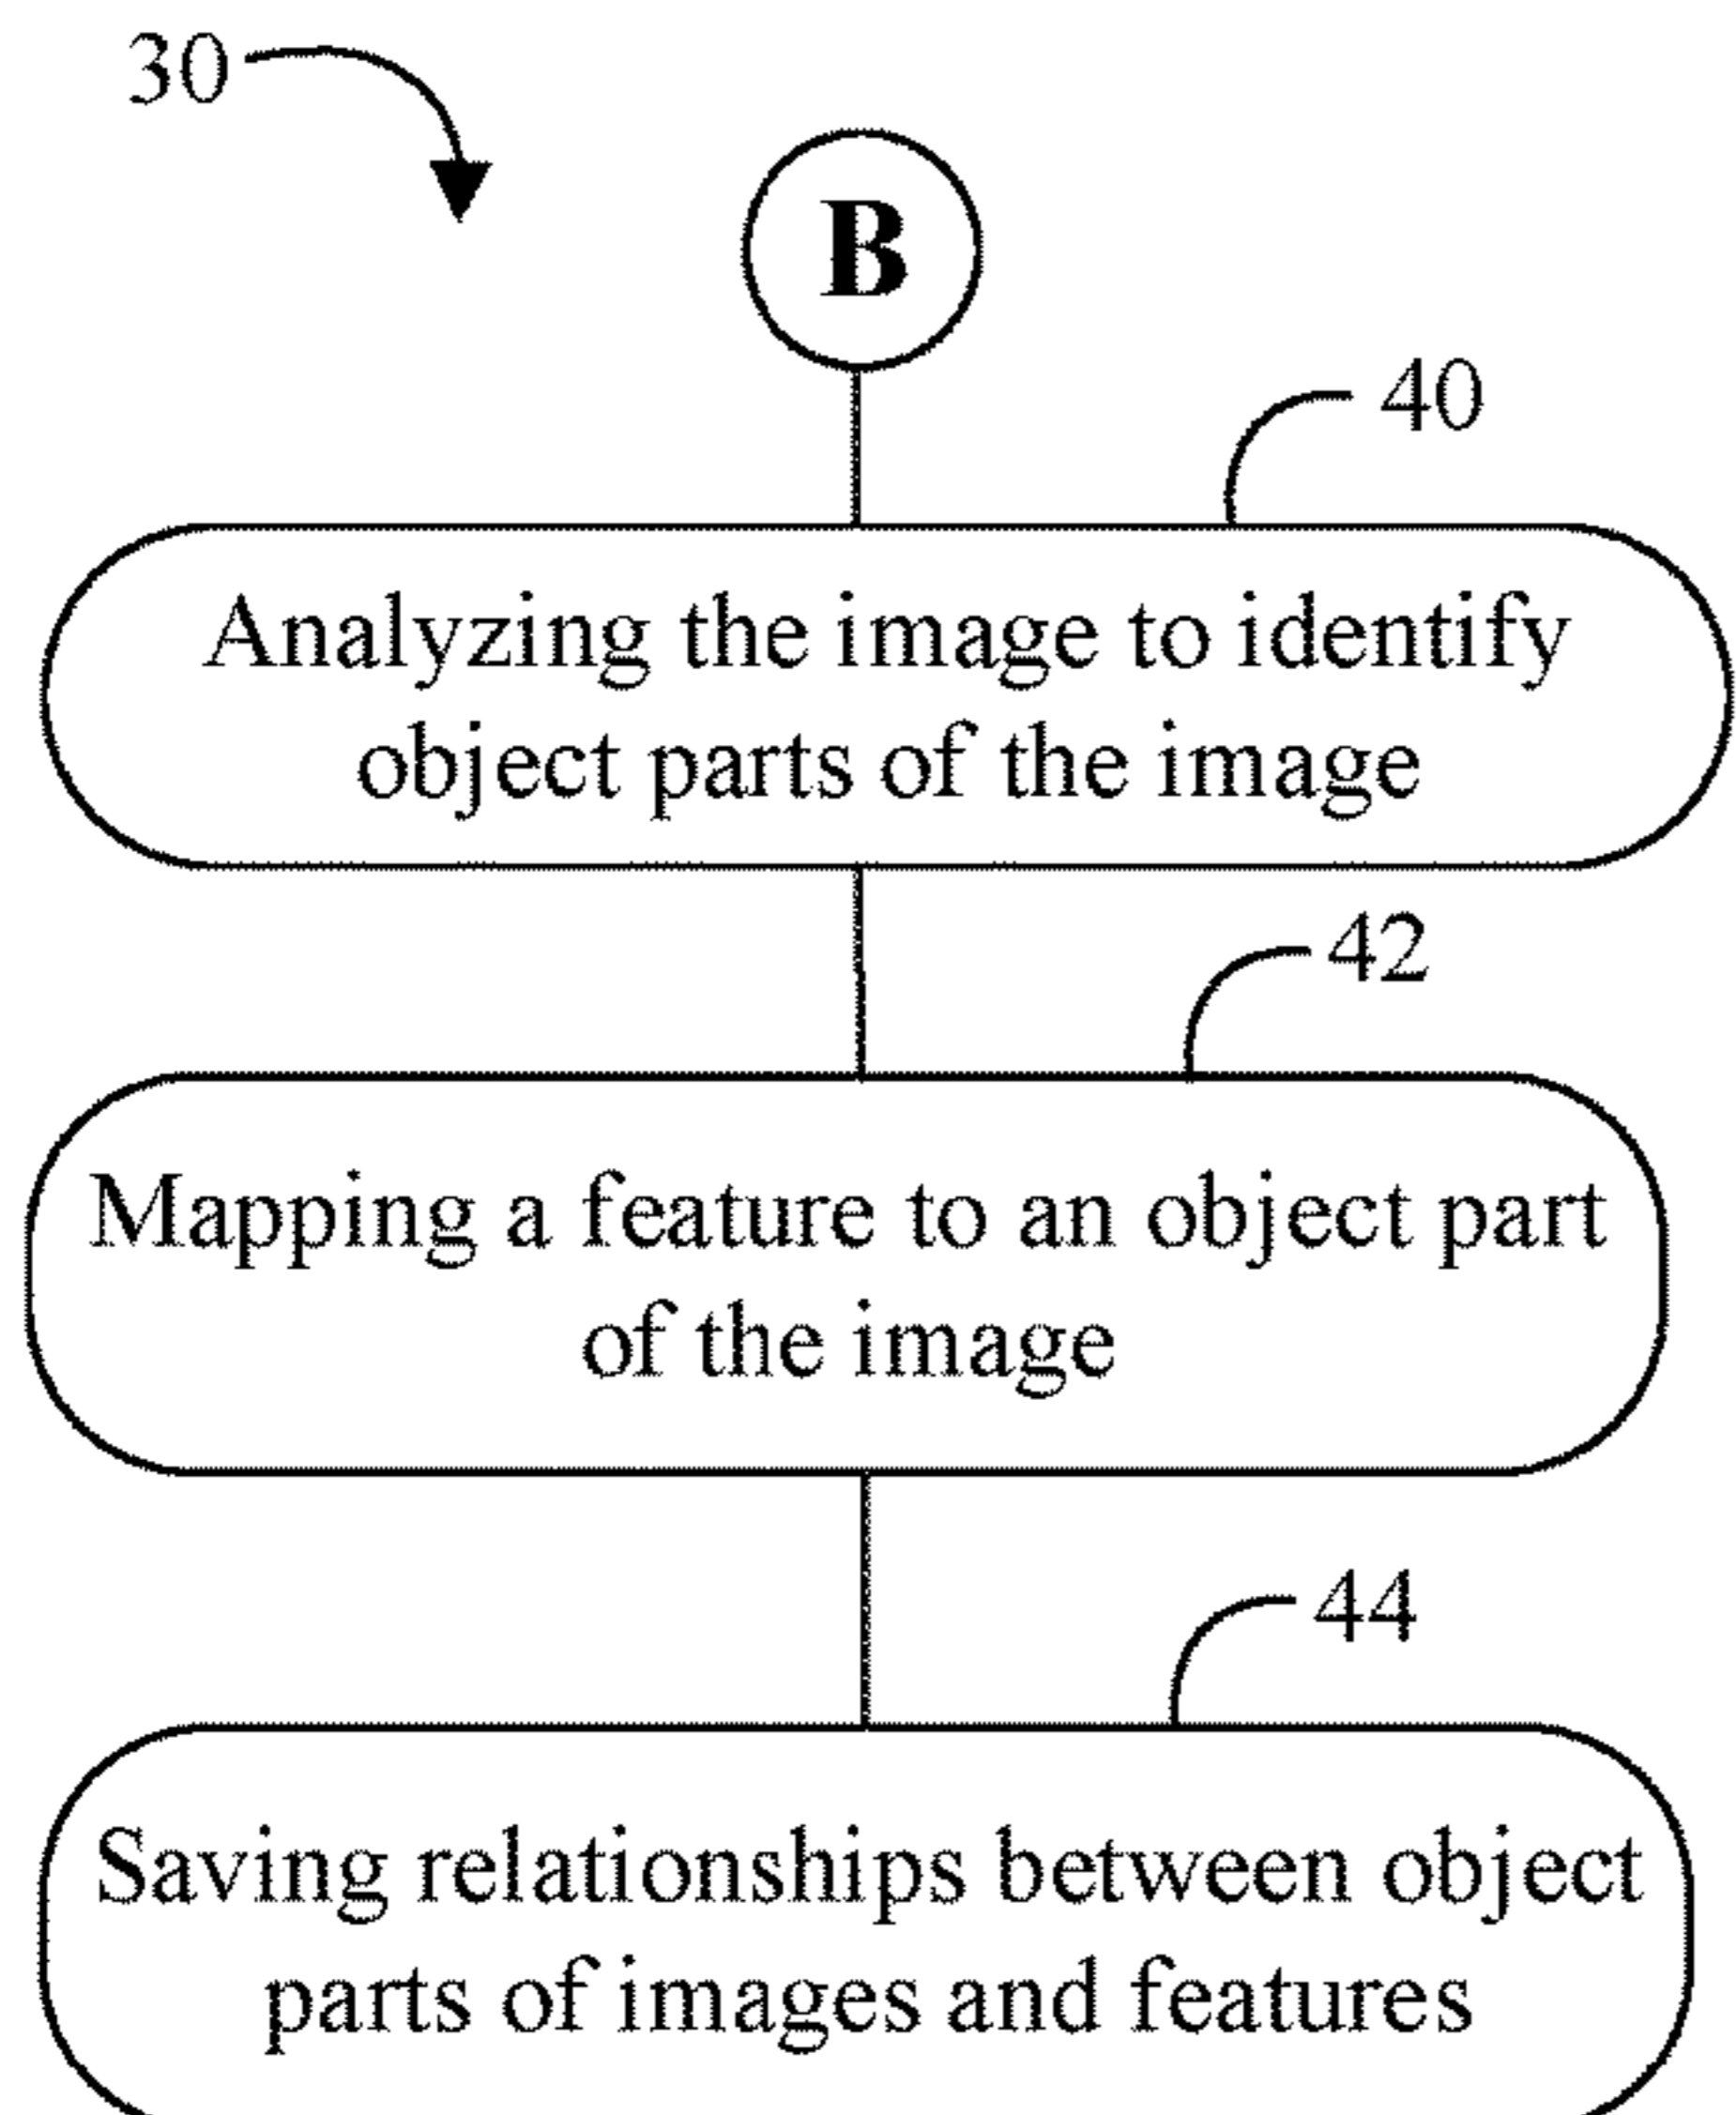 30
B
40
Analyzing the image to identify
object parts of the image
42
Mapping a feature to an object part
of the image
44
Saving relationships between object
parts of images and features